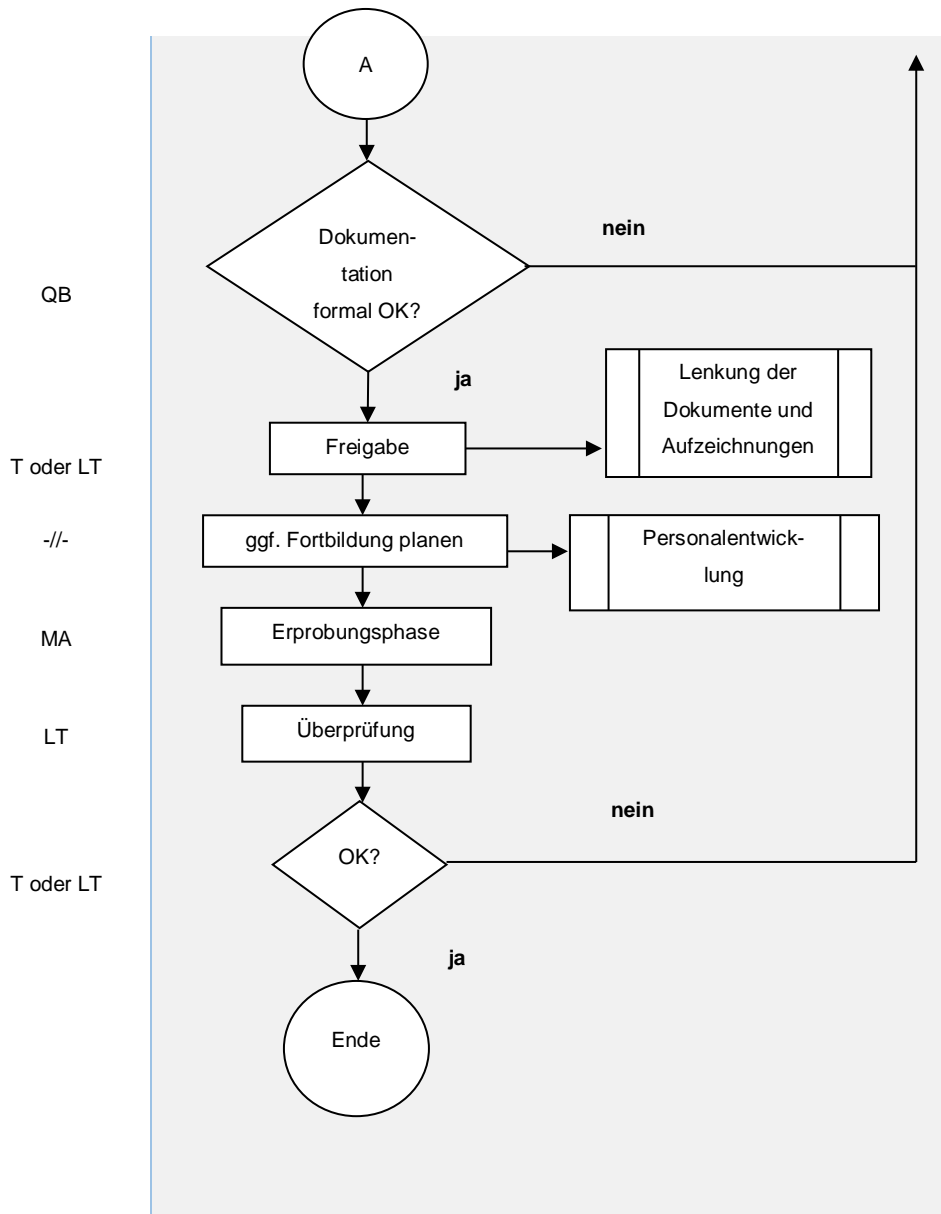 A
Dokumen-
tation
formal OK?
nein
QB
ja
Freigabe
Lenkung der
Dokumente und
Aufzeichnungen
T oder LT
ggf. Fortbildung planen
Personalentwick-
lung
-//-
Erprobungsphase
MA
Überprüfung
LT
nein
OK?
T oder LT
ja
Ende